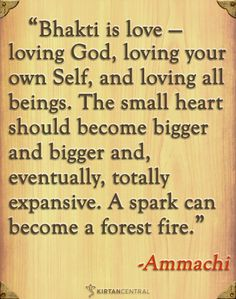 “Bhakti is love —
loving God, loving your
own Self, and loving all
beings. The small heart
should become bigger
and bigger and,
eventually, totally
expansive. A spark can
become a forest fire.”
-Ammachi
KIRTANCENTRAL